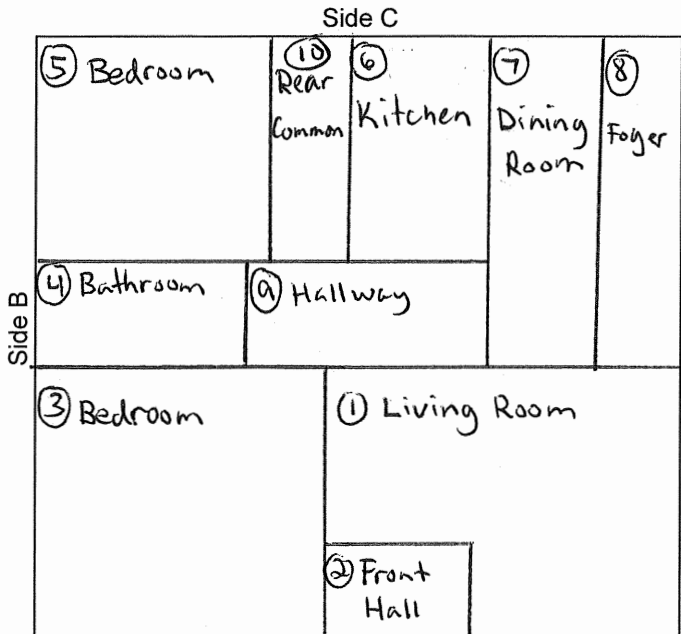 Side C
5 Bedroom
10
Rear
Common
6
Kitchen
7
Dining
Room
8
Foyer
Side B
4 Bathroom
9 Hallway
3 Bedroom
1 Living Room
2 Front
Hall